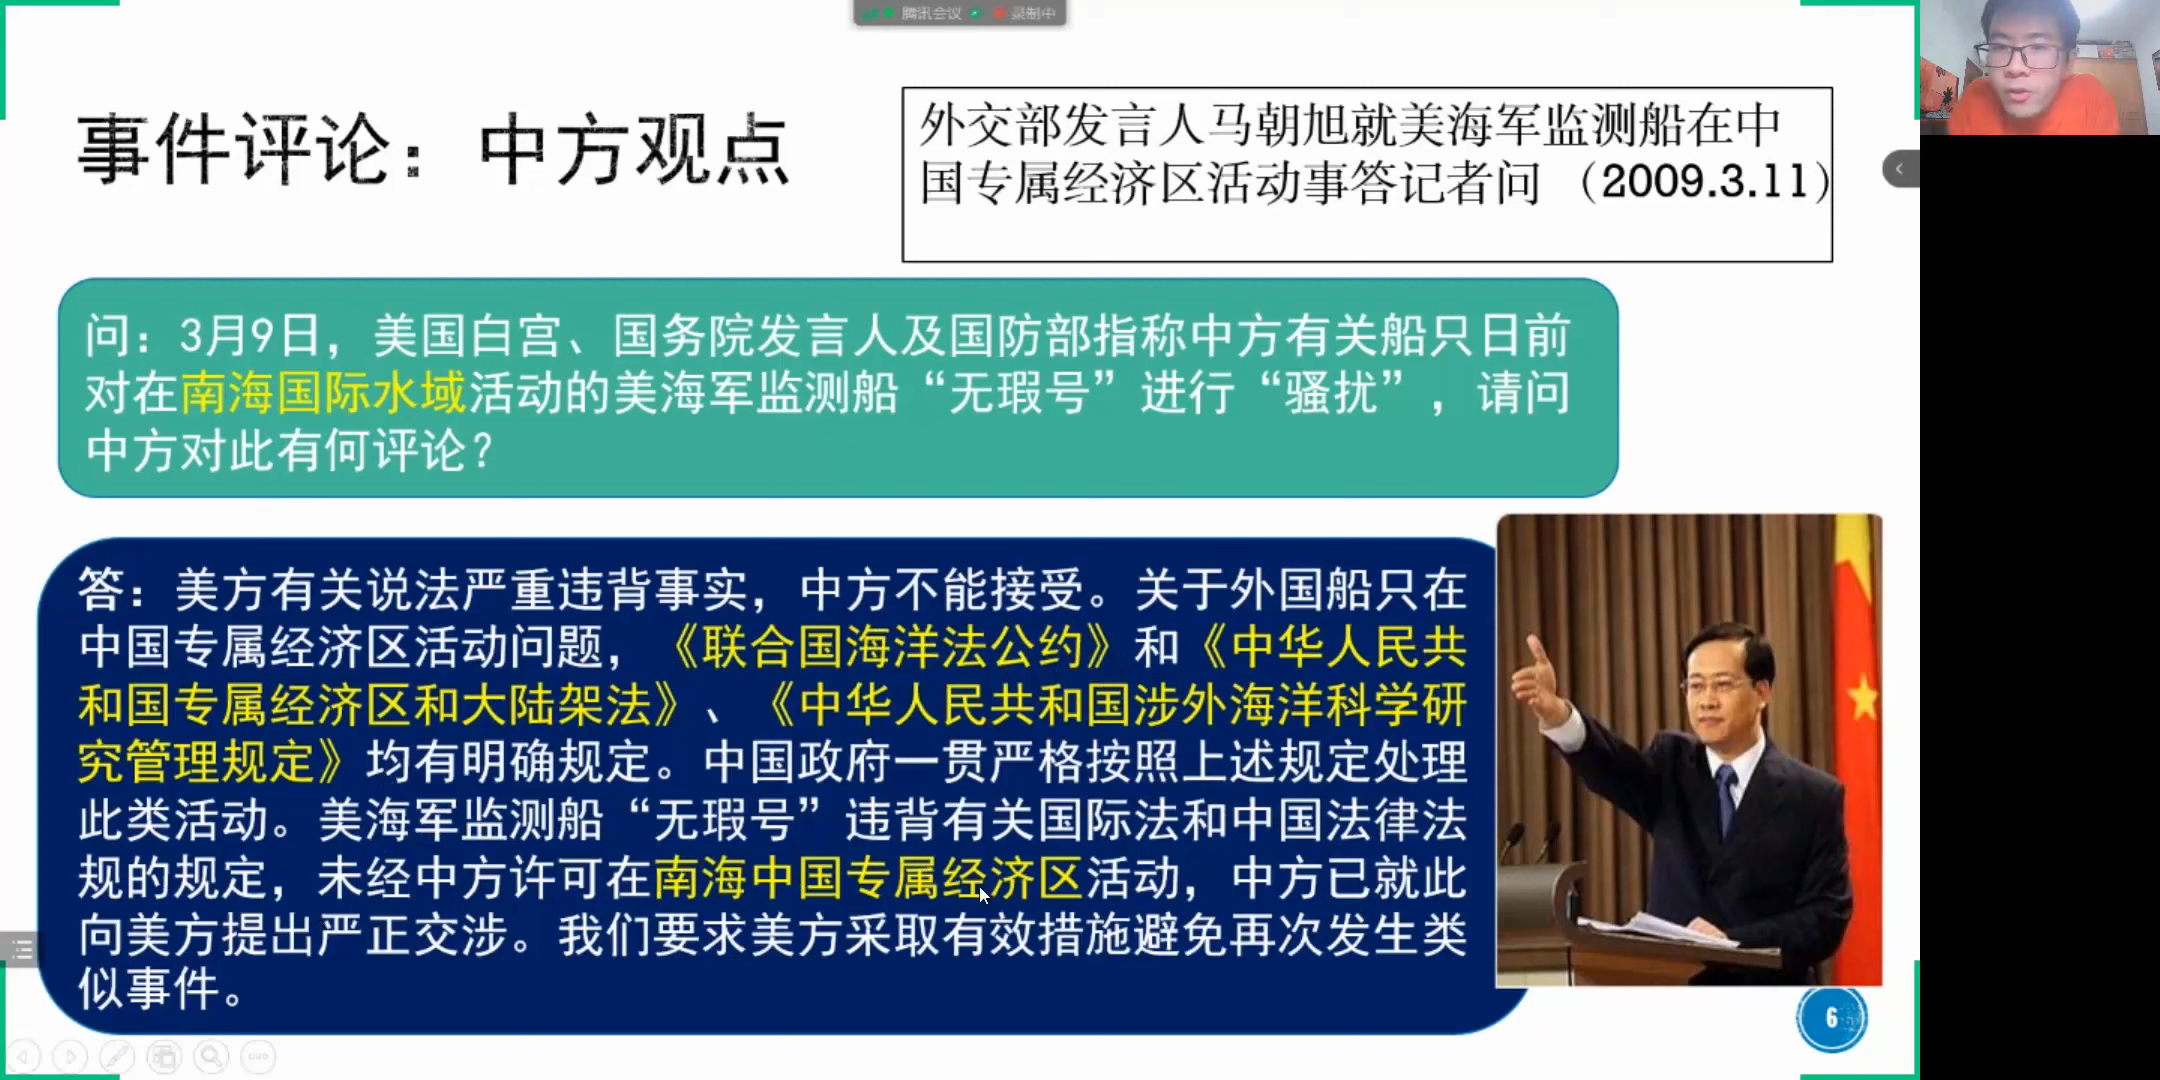 腾讯会议 录制中
事件评论：中方观点
外交部发言人马朝旭就美海军监测船在中
国专属经济区活动事答记者问 （2009.3.11）
问：3月9日，美国白宫、国务院发言人及国防部指称中方有关船只日前
对在南海国际水域活动的美海军监测船“无瑕号”进行“骚扰”，请问
中方对此有何评论？
答：美方有关说法严重违背事实，中方不能接受。关于外国船只在
中国专属经济区活动问题，《联合国海洋法公约》和《中华人民共
和国专属经济区和大陆架法》、《中华人民共和国涉外海洋科学研
究管理规定》均有明确规定。中国政府一贯严格按照上述规定处理
此类活动。美海军监测船“无瑕号”违背有关国际法和中国法律法
规的规定，未经中方许可在南海中国专属经济区活动，中方已就此
向美方提出严正交涉。我们要求美方采取有效措施避免再次发生类
似事件。
6